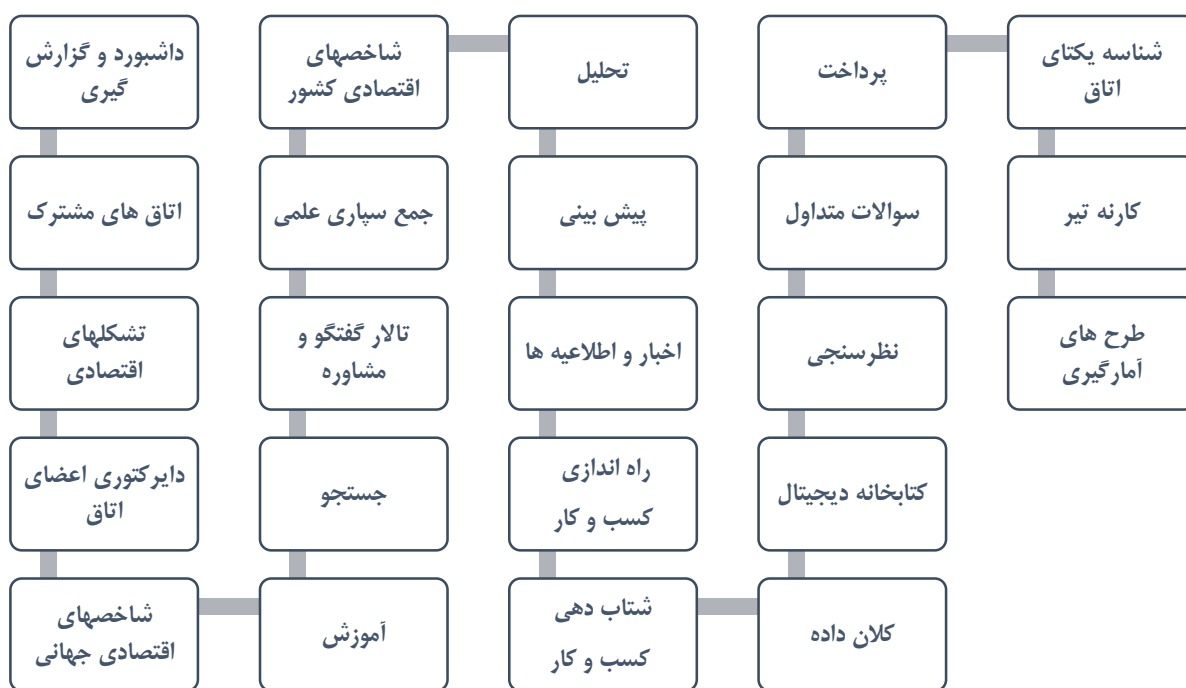 داشبورد و گزارش
گیری
اتاق های مشترک
تشکلهای
اقتصادی
دایرکتوری اعضای
اتاق
شاخصهای
اقتصادی جهانی
آموزش
جستجو
تالار گفتگو و
مشاوره
جمع سپاری علمی
شاخصهای
اقتصادی کشور
تحلیل
پیش بینی
اخبار و اطلاعیه ها
راه اندازی
کسب و کار
شتاب دهی
کسب و کار
کلان داده
کتابخانه دیجیتال
نظرسنجی
سوالات متداول
پرداخت
شناسه یکتای
اتاق
کارنه تیر
طرح های
آمارگیری